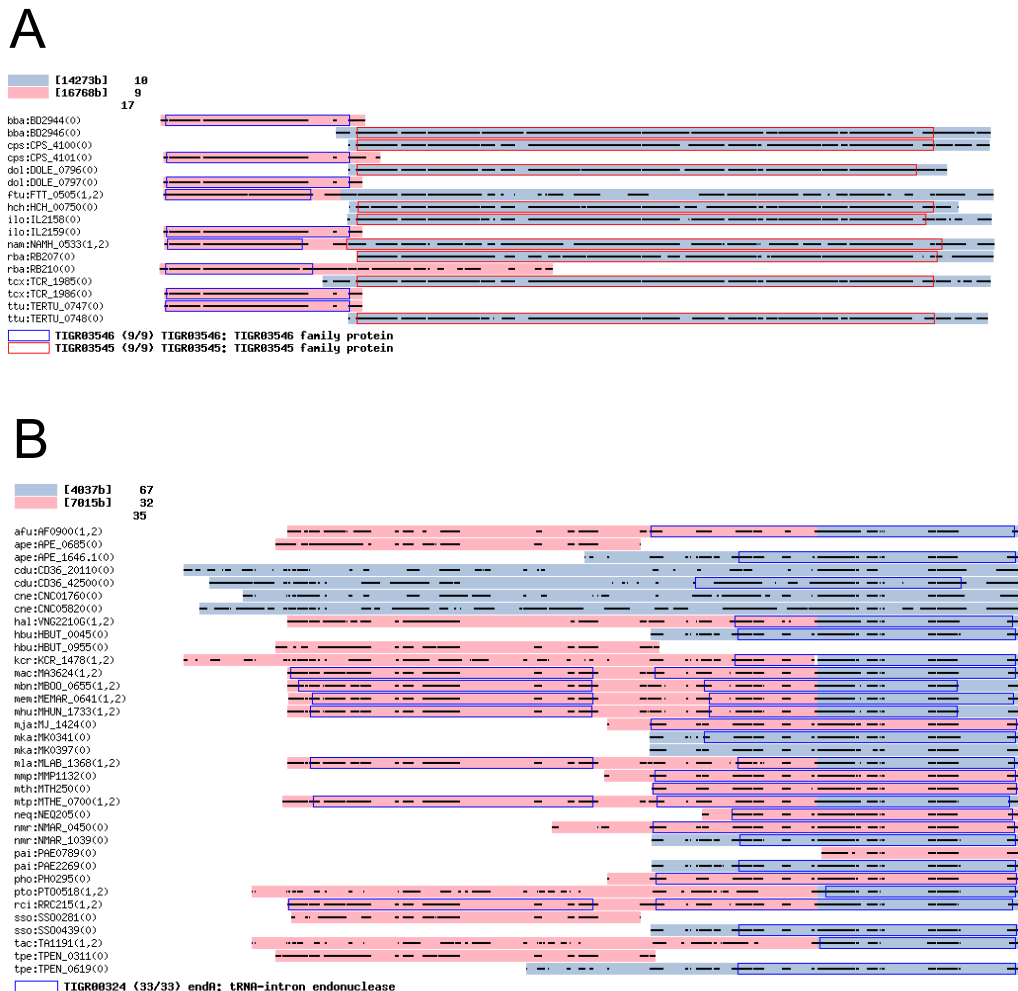 A
[14273b] 10
[16768b] 9
17
bba:BD2944(0)
bba:BD2946(0)
cps:CPS_4100(0)
cps:CPS_4101(0)
dol:DOLE_0796(0)
dol:DOLE_0797(0)
ftu:FTT_0505(1,2)
hch:HCH_00750(0)
ilo:IL2158(0)
ilo:IL2159(0)
nam:NAMH_0533(1,2)
rba:RB207(0)
rba:RB210(0)
tcx:TCR_1985(0)
tcx:TCR_1986(0)
ttu:TERTU_0747(0)
ttu:TERTU_0748(0)
TIGR03546 (9/9) TIGR03546: TIGR03546 family protein
TIGR03545 (9/9) TIGR03545: TIGR03545 family protein
B
[4037b] 67
[7015b] 32
35
afu:AF0900(1,2)
ape:APE_0685(0)
ape:APE_1646.1(0)
cdu:CD36_20110(0)
cdu:CD36_42500(0)
cne:CNC01760(0)
cne:CNC05820(0)
hal:VNG2210G(1,2)
hbu:HBUT_0045(0)
hbu:HBUT_0955(0)
kcr:KCR_1478(1,2)
mac:MA3624(1,2)
mbn:MBOO_0655(1,2)
mem:MEMAR_0641(1,2)
mhu:MHUN_1733(1,2)
mja:MJ_1424(0)
mka:MK0341(0)
mka:MK0397(0)
mla:MLAB_1368(1,2)
mmp:MMP1132(0)
mth:MTH250(0)
mtp:MTHE_0700(1,2)
neq:NEQ205(0)
nmr:NMAR_0450(0)
nmr:NMAR_1039(0)
pai:PAE0789(0)
pai:PAE2269(0)
pho:PH0295(0)
pto:PTO0518(1,2)
rci:RRC215(1,2)
sso:SSO0281(0)
sso:SSO0439(0)
tac:TA1191(1,2)
tpe:TPEN_0311(0)
tpe:TPEN_0619(0)
TIGR00324 (33/33) endA: tRNA-intron endonuclease